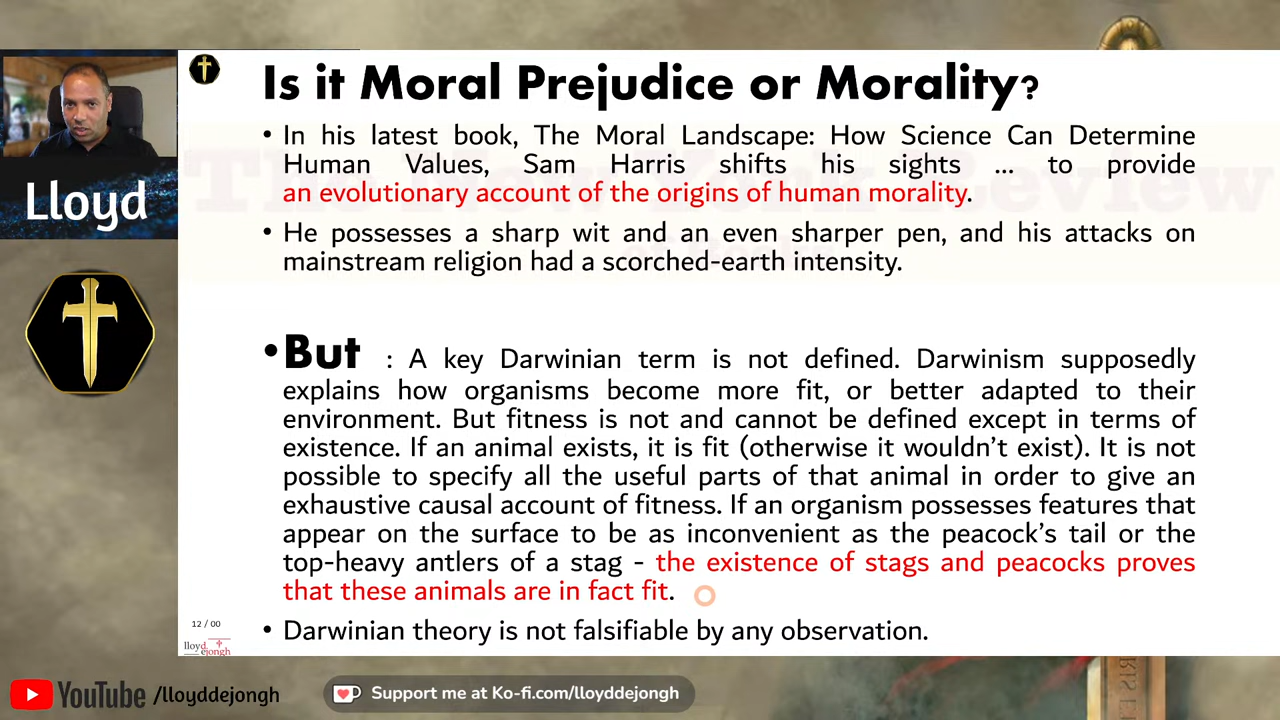 Is it Moral Prejudice or Morality?
• In his latest book, The Moral Landscape: How Science Can Determine
Human Values, Sam Harris shifts his sights ... to provide
an evolutionary account of the origins of human morality.
• He possesses a sharp wit and an even sharper pen, and his attacks on
mainstream religion had a scorched-earth intensity.
Lloyd
•But : A key Darwinian term is not defined. Darwinism supposedly
explains how organisms become more fit, or better adapted to their
environment. But fitness is not and cannot be defined except in terms of
existence. If an animal exists, it is fit (otherwise it wouldn't exist). It is not
possible to specify all the useful parts of that animal in order to give an
exhaustive causal account of fitness. If an organism possesses features that
appear on the surface to be as inconvenient as the peacock's tail or the
top-heavy antlers of a stag - the existence of stags and peacocks proves
that these animals are in fact fit.
• Darwinian theory is not falsifiable by any observation.
12 / 00
lloyd
ejongh
YouTube /lloyddejongh
Support me at Ko-fi.com/lloyddejongh